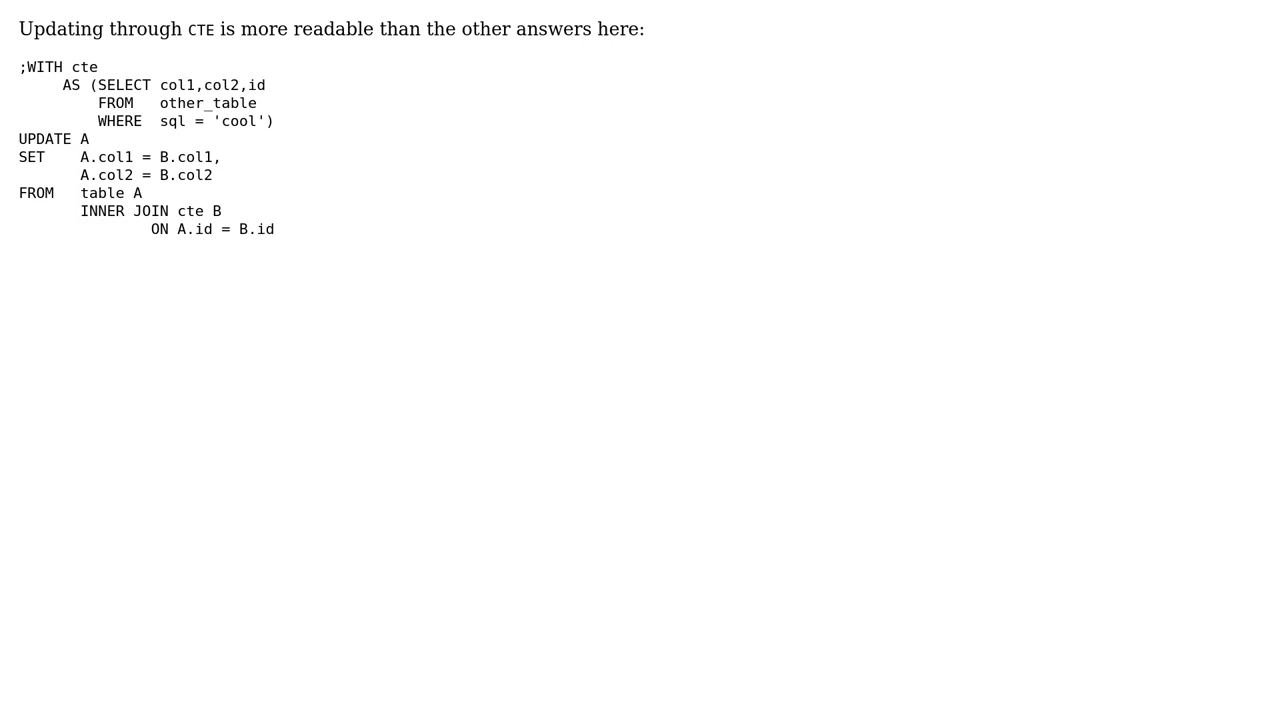 Updating through CTE is more readable than the other answers here:
;WITH cte
     AS (SELECT col1,col2,id
         FROM   other_table
         WHERE  sql = 'cool')
UPDATE A
SET    A.col1 = B.col1,
       A.col2 = B.col2
FROM   table A
       INNER JOIN cte B
               ON A.id = B.id